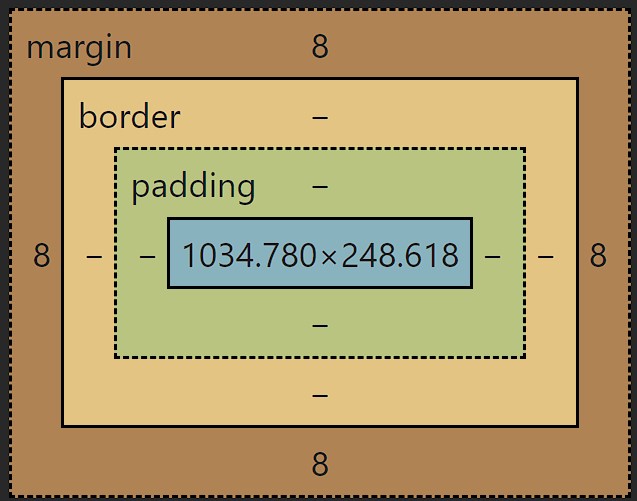 margin 8
border –
padding –
8 – – 1034.780×248.618 – – 8
–
–
8